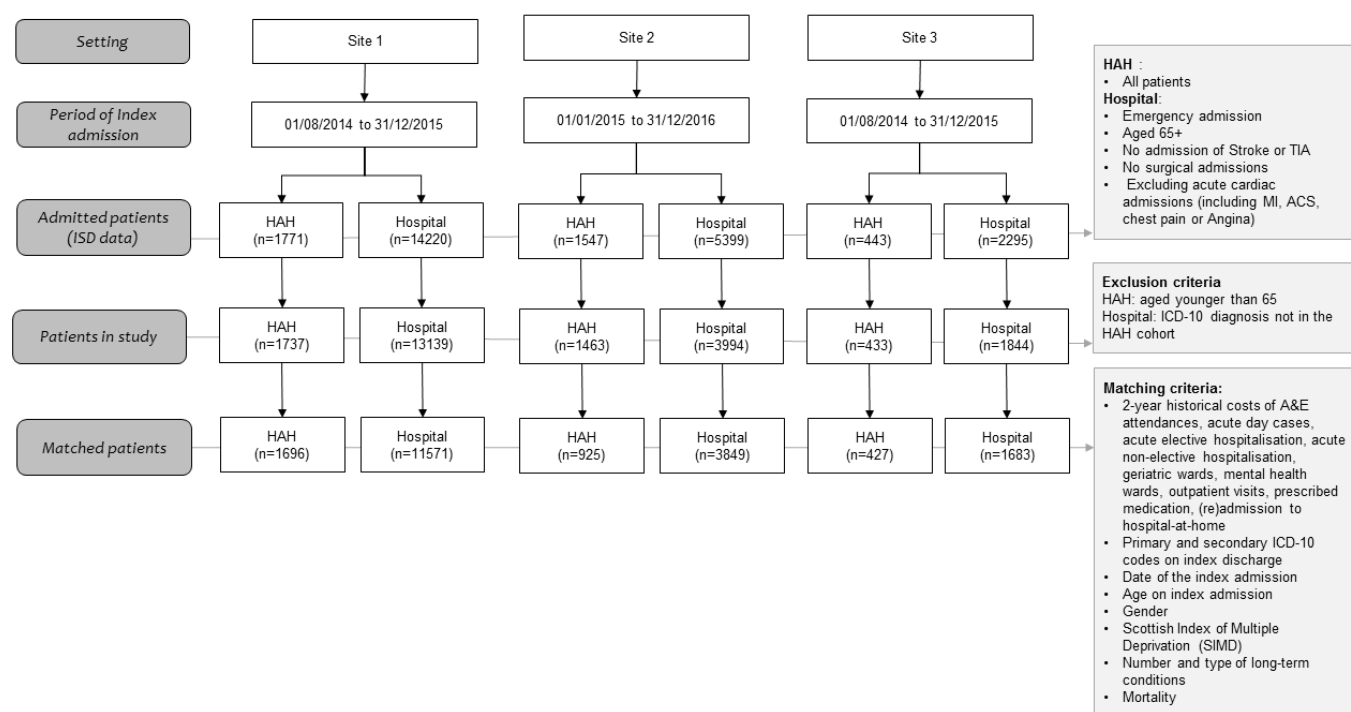 Setting
Site 1
Site 2
Site 3
Period of Index
admission
01/08/2014 to 31/12/2015
01/01/2015 to 31/12/2016
01/08/2014 to 31/12/2015
Admitted patients
(ISD data)
HAH
(n=1771)
Hospital
(n=14220)
HAH
(n=1547)
Hospital
(n=5399)
HAH
(n=443)
Hospital
(n=2295)
HAH :
• All patients
Hospital:
• Emergency admission
• Aged 65+
• No admission of Stroke or TIA
• No surgical admissions
• Excluding acute cardiac
admissions (including MI, ACS,
chest pain or Angina)
Patients in study
HAH
(n=1737)
Hospital
(n=13139)
HAH
(n=1463)
Hospital
(n=3994)
HAH
(n=433)
Hospital
(n=1844)
Exclusion criteria
HAH: aged younger than 65
Hospital: ICD-10 diagnosis not in the
HAH cohort
Matched patients
HAH
(n=1696)
Hospital
(n=11571)
HAH
(n=925)
Hospital
(n=3849)
HAH
(n=427)
Hospital
(n=1683)
Matching criteria:
• 2-year historical costs of A&E
attendances, acute day cases,
acute elective hospitalisation, acute
non-elective hospitalisation,
geriatric wards, mental health
wards, outpatient visits, prescribed
medication, (re)admission to
hospital-at-home
• Primary and secondary ICD-10
codes on index discharge
• Date of the index admission
• Age on index admission
• Gender
• Scottish Index of Multiple
Deprivation (SIMD)
• Number and type of long-term
conditions
• Mortality